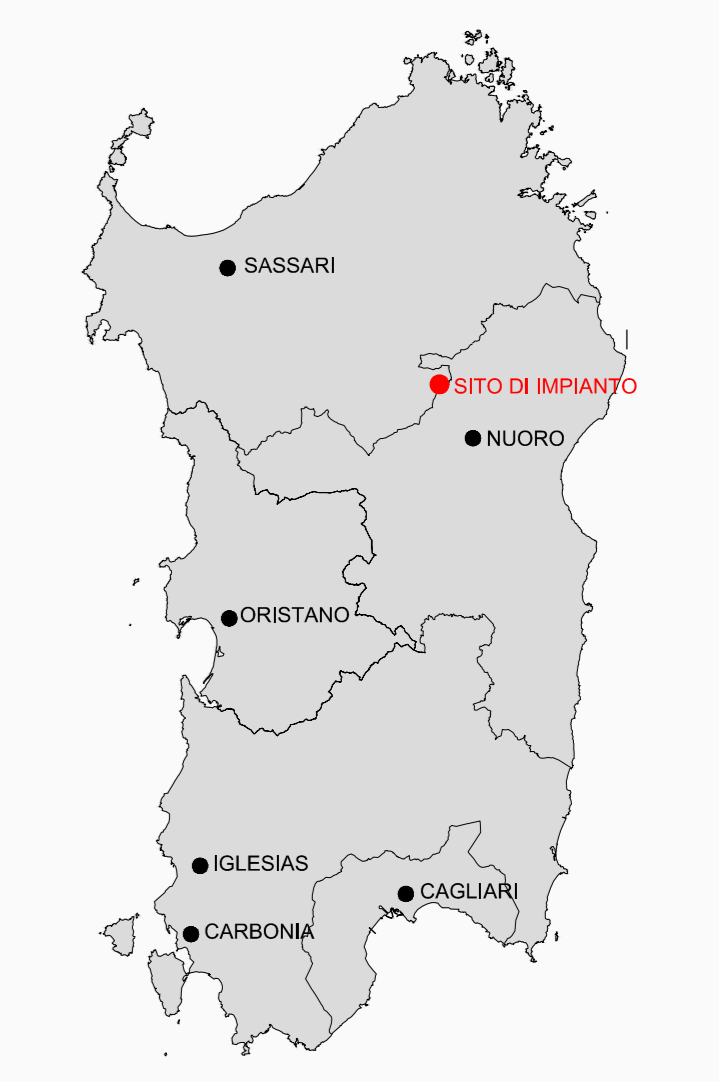 SASSARI
SITO DI IMPIANTO
NUORO
ORISTANO
IGLESIAS
CAGLIARI
CARBONIA